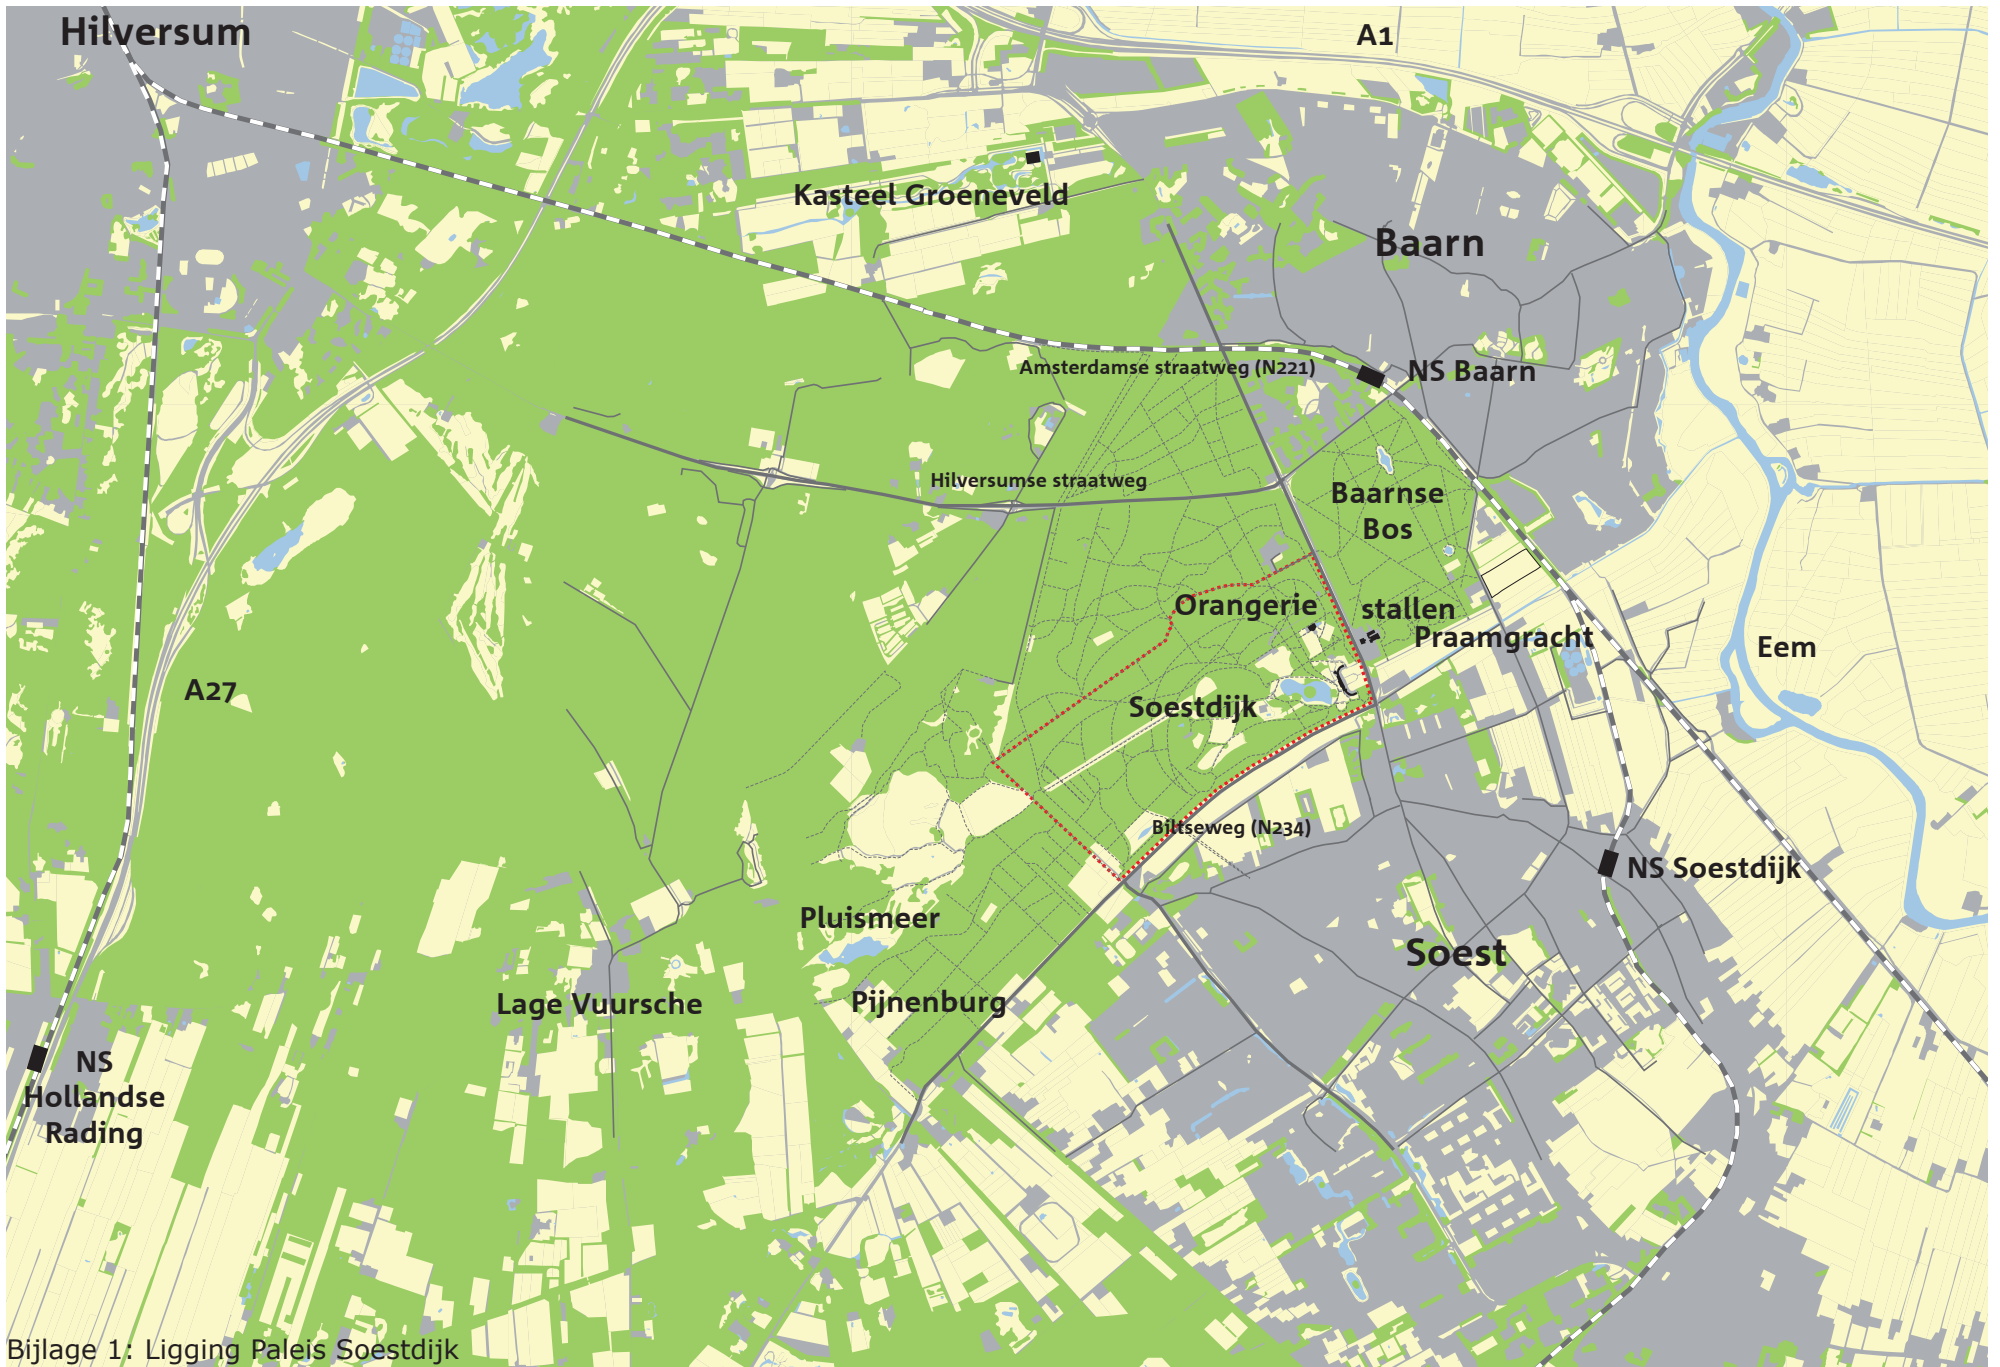 Hilversum
A1
Kasteel Groeneveld
Baarn
Amsterdamse straatweg (N221)
NS Baarn
Hilversumse straatweg
Baarnse
Bos
Orangerie
stallen
Praamgracht
Eem
A27
Soestdijk
Biltseweg (N234)
NS Soestdijk
Pluismeer
Soest
Lage Vuursche
Pijnenburg
NS
Hollandse
Rading
Bijlage 1: Ligging Paleis Soestdijk